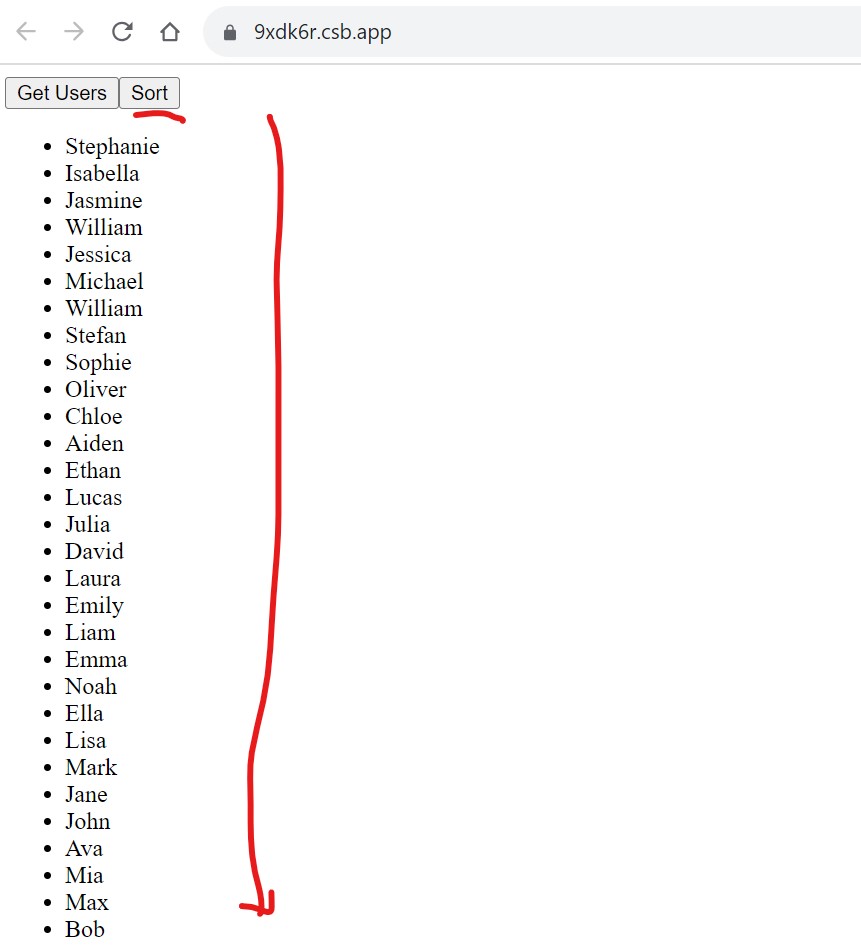 9xdk6r.csb.app
Get Users Sort
Stephanie
Isabella
Jasmine
William
Jessica
Michael
William
Stefan
Sophie
Oliver
Chloe
Aiden
Ethan
Lucas
Julia
David
Laura
Emily
Liam
Emma
Noah
Ella
Lisa
Mark
Jane
John
Ava
Mia
Max
Bob